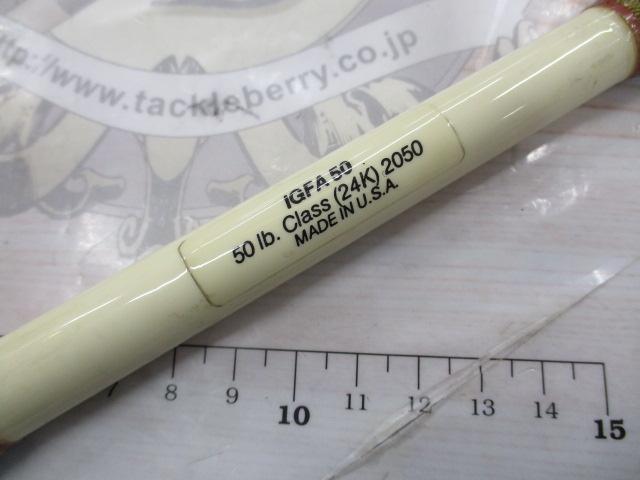 http://www.tackleberry.co.jp
IGFA 50
50 lb. Class (24K) 2050
MADE IN U.S.A.
8 9 10 11 12 13 14 15